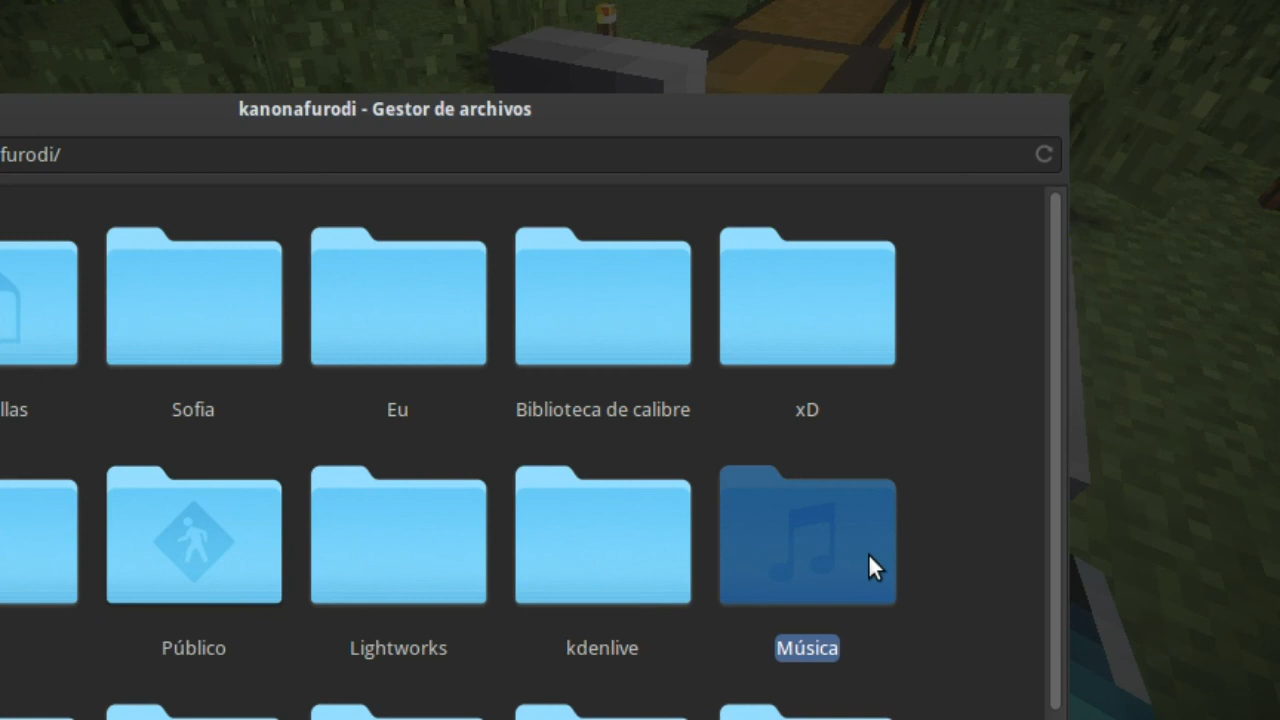 kanonafurodi - Gestor de archivos
furodi/
llas Sofia Eu Biblioteca de calibre xD
Público Lightworks kdenlive Música